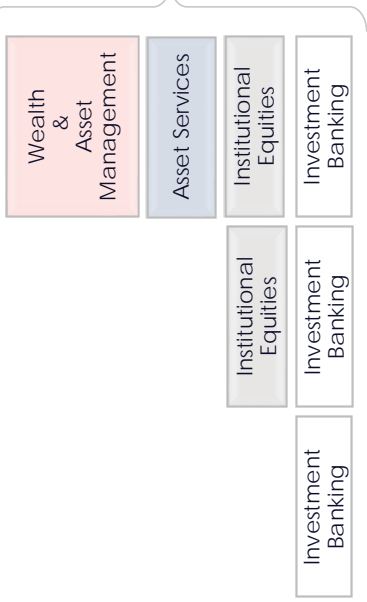 Wealth
&
Asset
Management
Asset Services
Institutional
Equities
Institutional
Equities
Investment
Banking
Investment
Banking
Investment
Banking